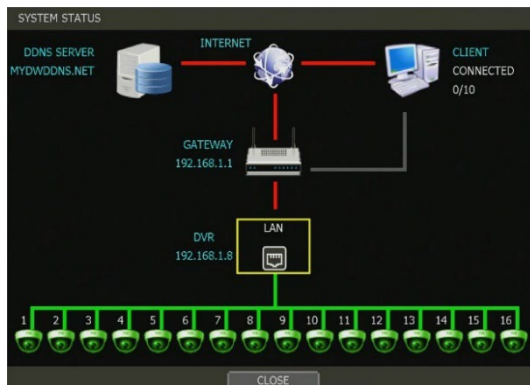 SYSTEM STATUS
DDNS SERVER
MYDWDDNS.NET
INTERNET
CLIENT
CONNECTED
0/10
GATEWAY
192.168.1.1
DVR
192.168.1.8
LAN
1 2 3 4 5 6 7 8 9 10 11 12 13 14 15 16
CLOSE